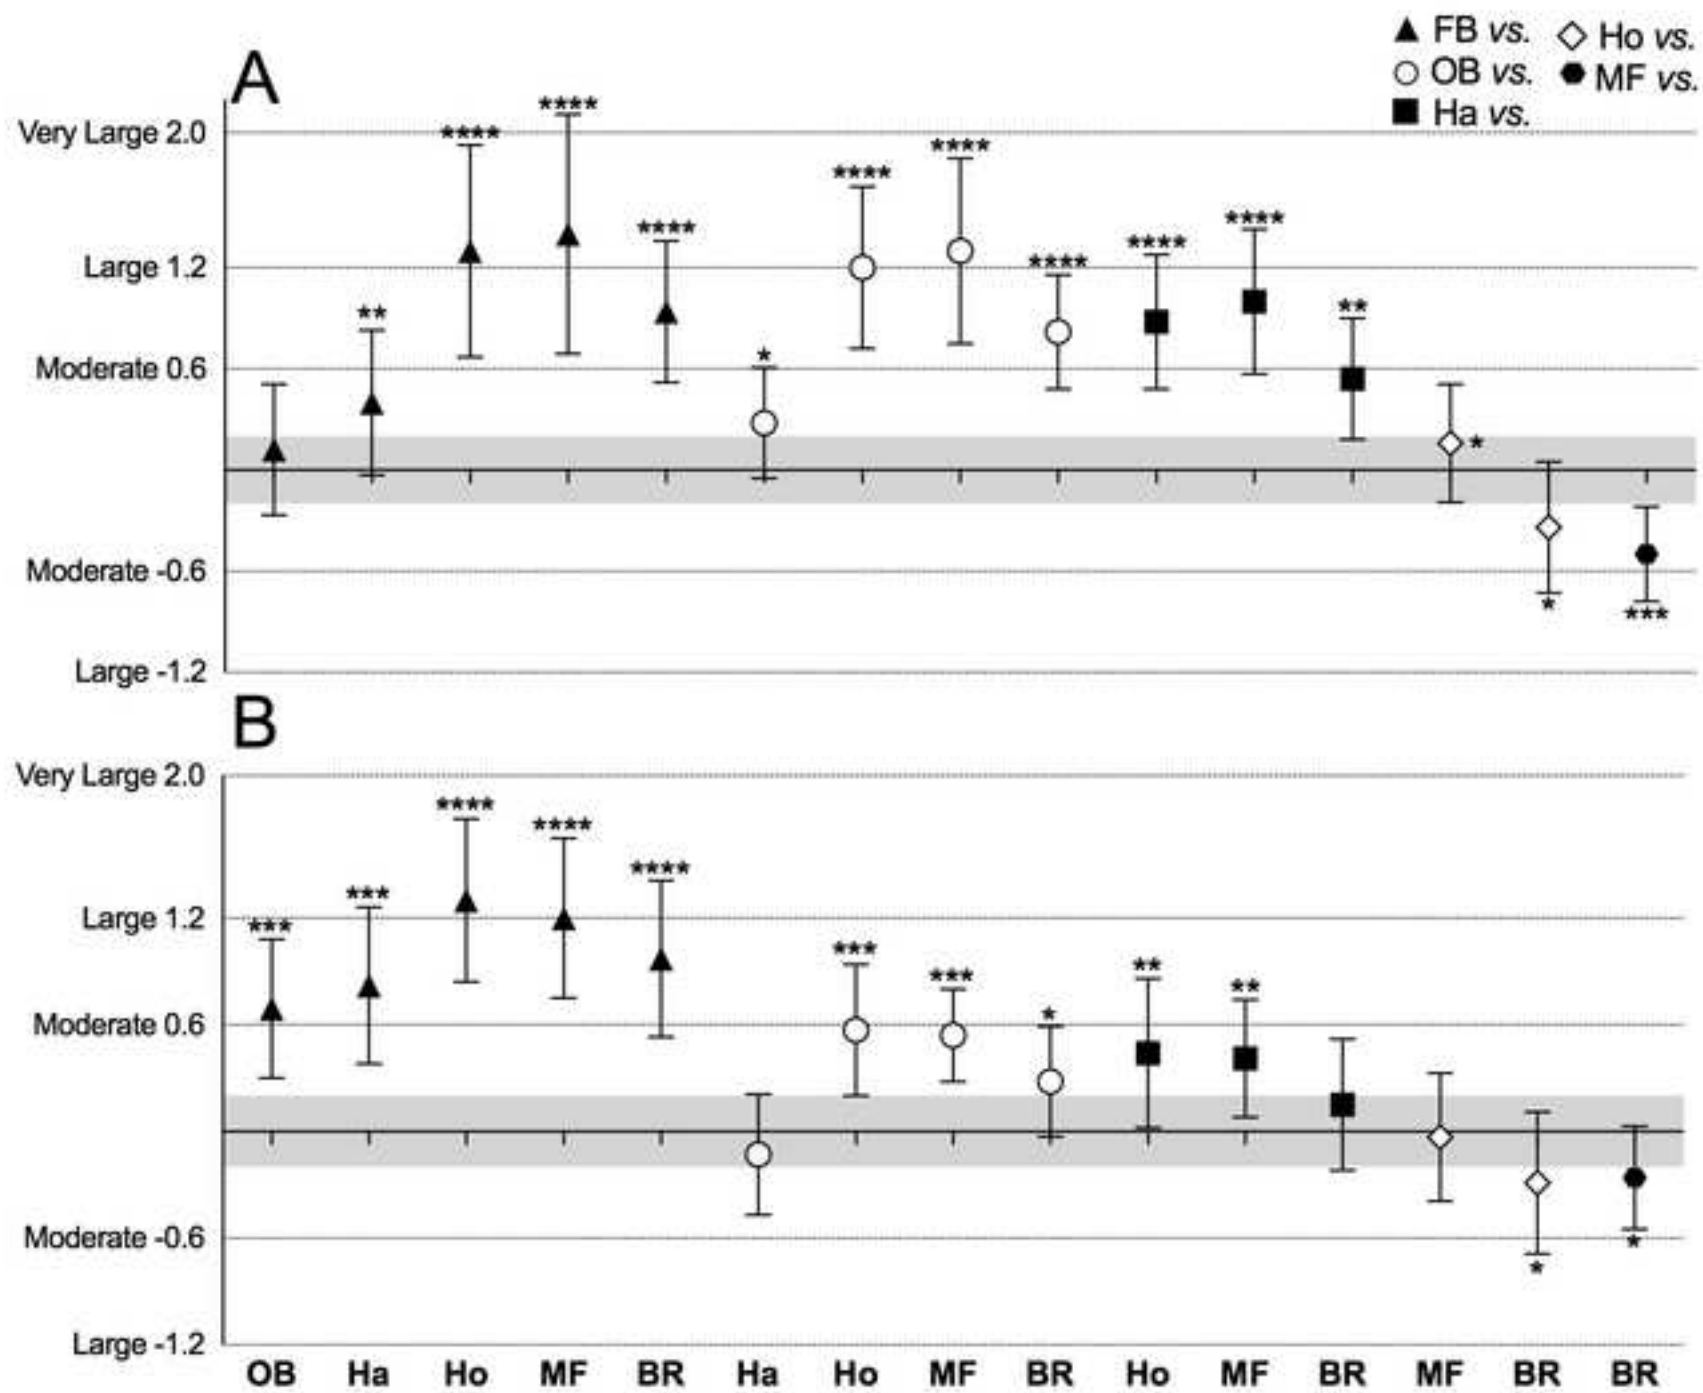 A
▲ FB vs. ◇ Ho vs.
○ OB vs. ⬣ MF vs.
■ Ha vs.
Very Large 2.0
Large 1.2
Moderate 0.6
Moderate -0.6
Large -1.2
** **** **** **** * **** **** **** **** **** ** * * ***
B
Very Large 2.0
Large 1.2
Moderate 0.6
Moderate -0.6
Large -1.2
*** *** **** **** **** *** *** * ** ** * *
OB Ha Ho MF BR Ha Ho MF BR Ho MF BR MF BR BR